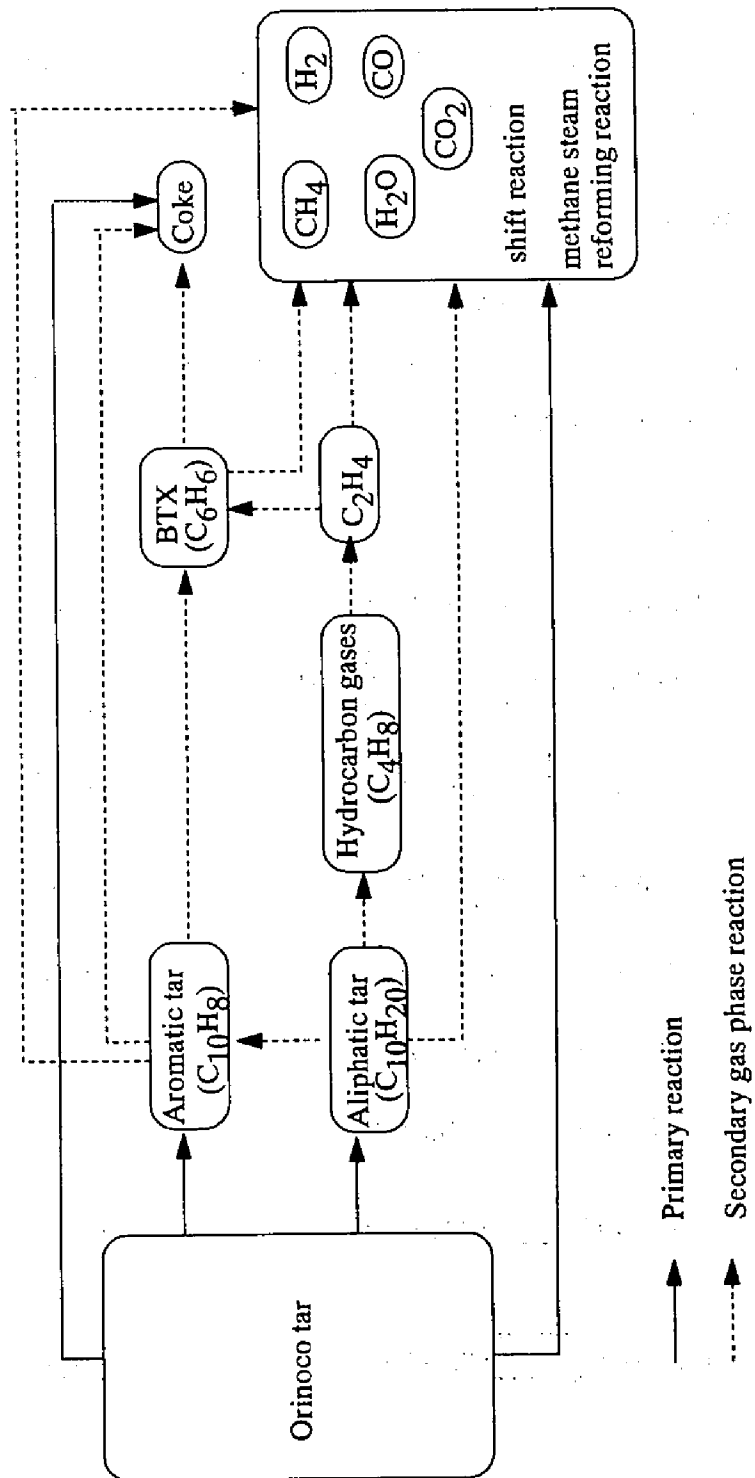 Orinoco tar
Aromatic tar
(C10H8)
Aliphatic tar
(C10H20)
Hydrocarbon gases
(C4H8)
BTX
(C6H6)
C2H4
Coke
CH4
H2
H2O
CO
CO2
shift reaction
methane steam
reforming reaction
Primary reaction
Secondary gas phase reaction